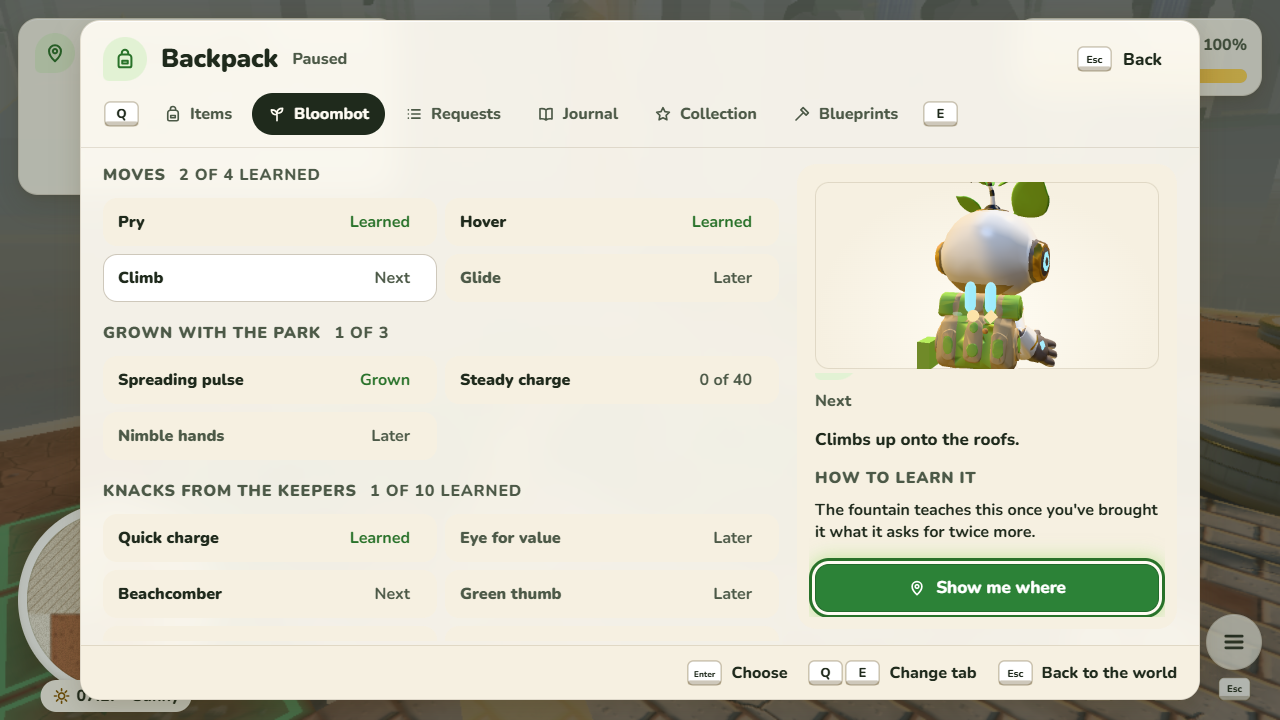 100%
Backpack Paused
Esc Back
Q Items Bloombot Requests Journal Collection Blueprints E
MOVES 2 OF 4 LEARNED
Pry Learned
Hover Learned
Climb Next
Glide Later
GROWN WITH THE PARK 1 OF 3
Spreading pulse Grown
Steady charge 0 of 40
Nimble hands Later
KNACKS FROM THE KEEPERS 1 OF 10 LEARNED
Quick charge Learned
Eye for value Later
Beachcomber Next
Green thumb Later
Next
Climbs up onto the roofs.
HOW TO LEARN IT
The fountain teaches this once you've brought
it what it asks for twice more.
Show me where
Enter Choose Q E Change tab Esc Back to the world
Esc